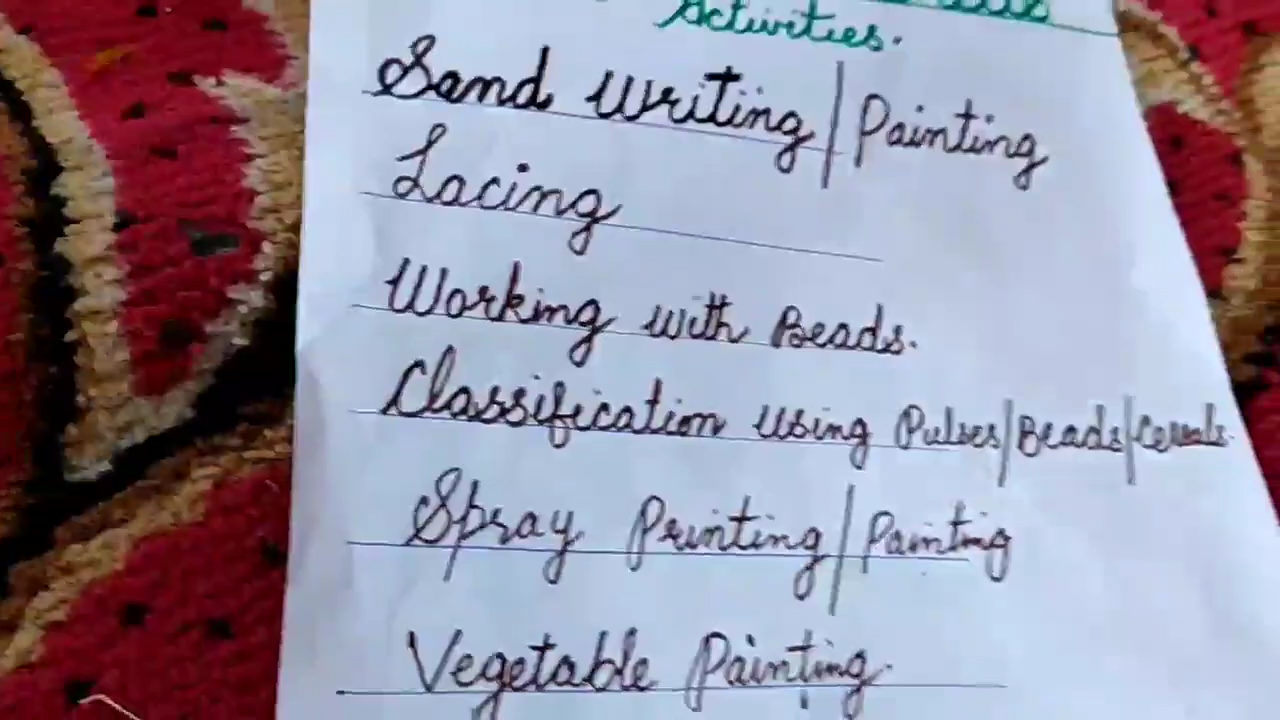 Activities.
Sand Writing/Painting
Lacing
Working with Beads.
Classification using Pulses/Beads/Cereals.
Spray Printing/Painting
Vegetable Painting.